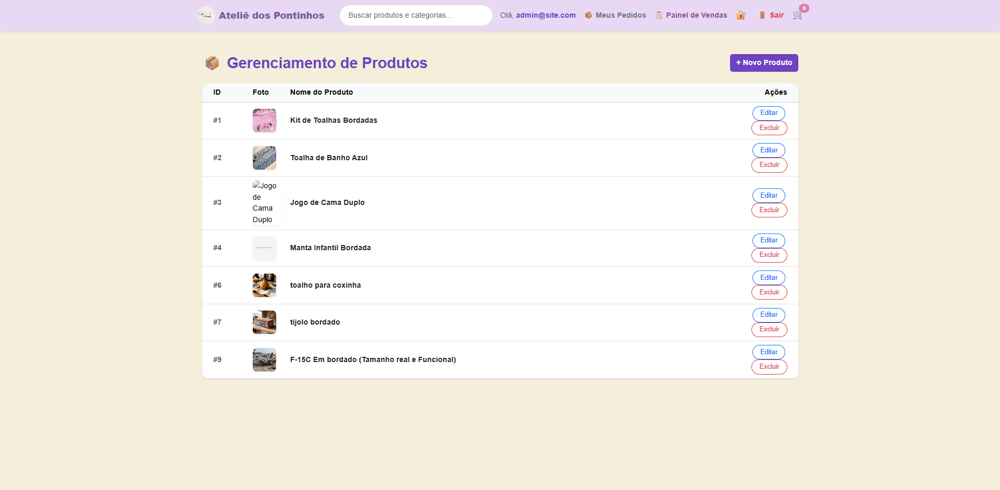 Ateliê dos Pontinhos
Buscar produtos e categorias...
Olá, admin@site.com
Meus Pedidos
Painel de Vendas
Sair
0
Gerenciamento de Produtos
+ Novo Produto
ID Foto Nome do Produto Ações
#1 Kit de Toalhas Bordadas
Editar
Excluir
#2 Toalha de Banho Azul
Editar
Excluir
Jogo
de
Cama
Duplo
#3 Jogo de Cama Duplo
Editar
Excluir
#4 Manta Infantil Bordada
Editar
Excluir
#6 toalho para coxinha
Editar
Excluir
#7 tijolo bordado
Editar
Excluir
#9 F-15C Em bordado (Tamanho real e Funcional)
Editar
Excluir